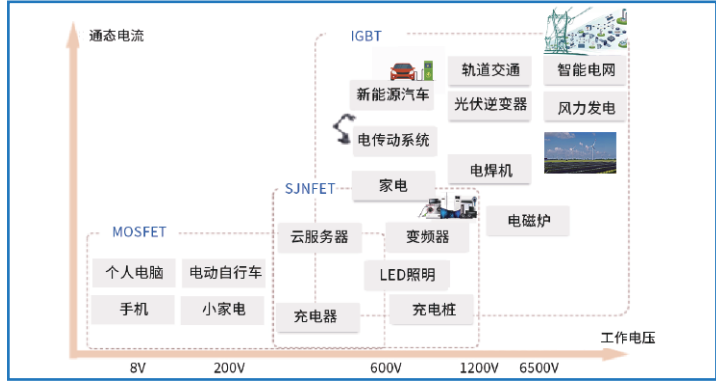 通态电流
IGBT
轨道交通
智能电网
新能源汽车
光伏逆变器
风力发电
电传动系统
电焊机
SJNFET
家电
电磁炉
MOSFET
云服务器
变频器
个人电脑
电动自行车
LED照明
手机
小家电
充电器
充电桩
工作电压
8V
200V
600V
1200V
6500V